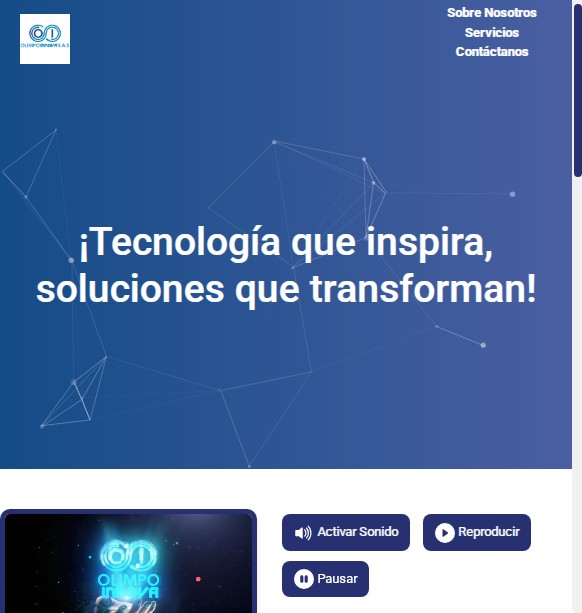 OLIMPO INNOVA S.A.S
Sobre Nosotros
Servicios
Contáctanos
¡Tecnología que inspira,
soluciones que transforman!
OLIMPO
INNOVA
Activar Sonido
Reproducir
Pausar